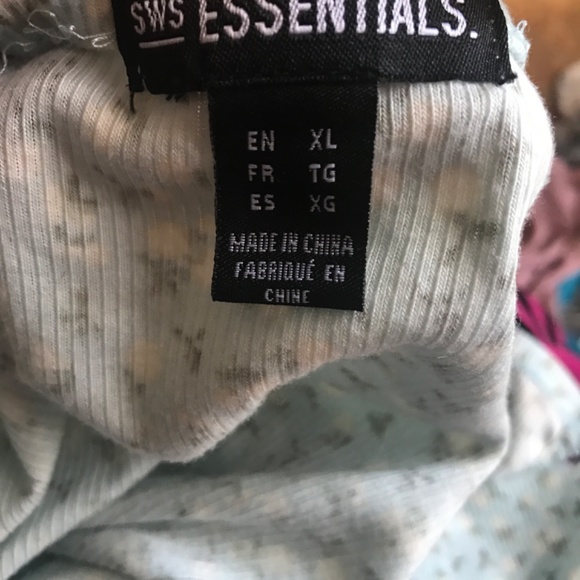 SWS ESSENTIALS.
EN XL
FR TG
ES XG
MADE IN CHINA
FABRIQUÉ EN
CHINE